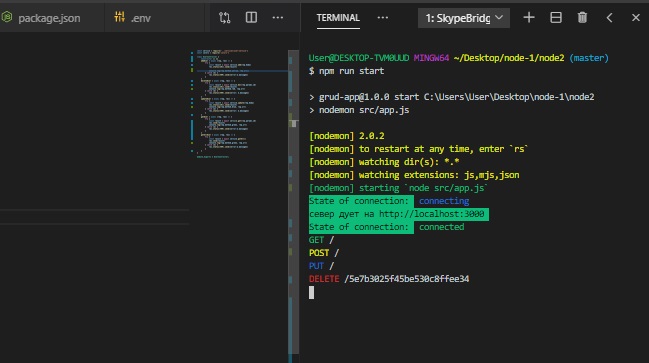 package.json
.env
TERMINAL
1: SkypeBridg
User@DESKTOP-TVM0UUD MINGW64 ~/Desktop/node-1/node2 (master)
$ npm run start
> grud-app@1.0.0 start C:\Users\User\Desktop\node-1\node2
> nodemon src/app.js
[nodemon] 2.0.2
[nodemon] to restart at any time, enter `rs`
[nodemon] watching dir(s): *.*
[nodemon] watching extensions: js,mjs,json
[nodemon] starting `node src/app.js`
State of connection: connecting
север дует на http://localhost:3000
State of connection: connected
GET /
POST /
PUT /
DELETE /5e7b3025f45be530c8ffee34